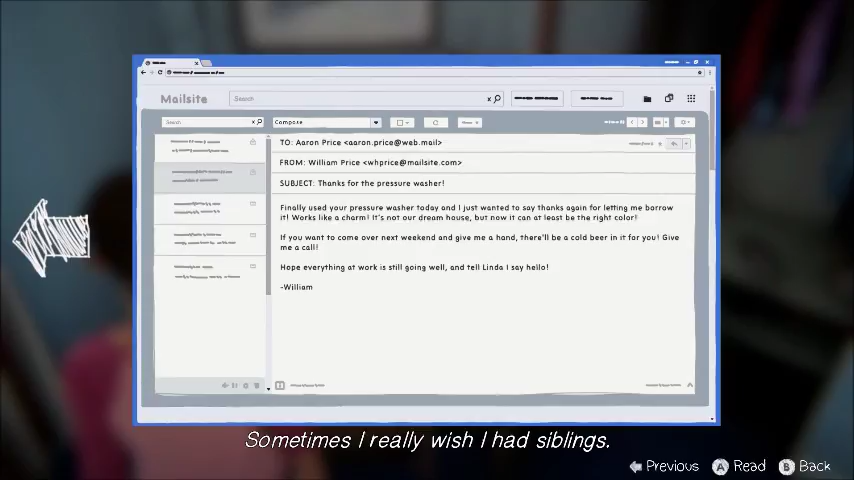 Mailsite
Search
Search
Compose
TO: Aaron Price <aaron.price@web.mail>
FROM: William Price <whprice@mailsite.com>
SUBJECT: Thanks for the pressure washer!
Finally used your pressure washer today and I just wanted to say thanks again for letting me borrow
it! Works like a charm! It's not our dream house, but now it can at least be the right color!
If you want to come over next weekend and give me a hand, there'll be a cold beer in it for you! Give
me a call!
Hope everything at work is still going well, and tell Linda I say hello!
-William
Sometimes I really wish I had siblings.
Previous A Read B Back